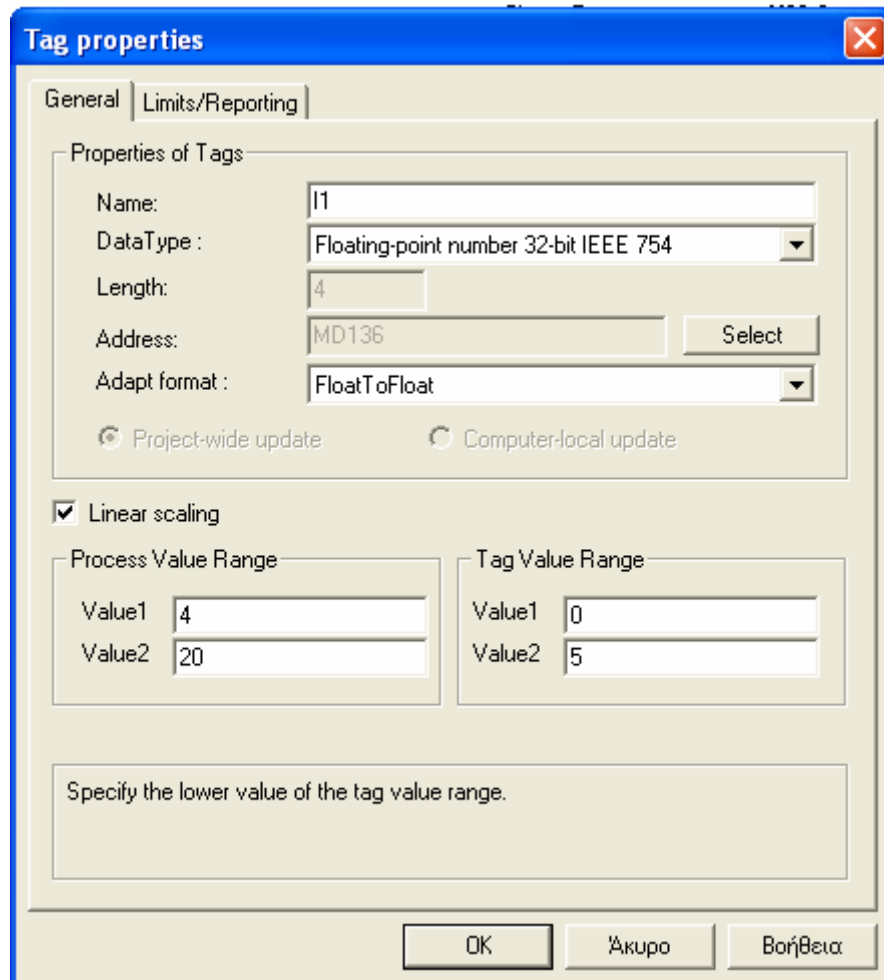 Tag properties
General Limits/Reporting
Properties of Tags
Name: I1
DataType : Floating-point number 32-bit IEEE 754
Length: 4
Address: MD136 Select
Adapt format : FloatToFloat
Project-wide update Computer-local update
Linear scaling
Process Value Range Tag Value Range
Value1 4 Value1 0
Value2 20 Value2 5
Specify the lower value of the tag value range.
OK Άκυρο Βοήθεια